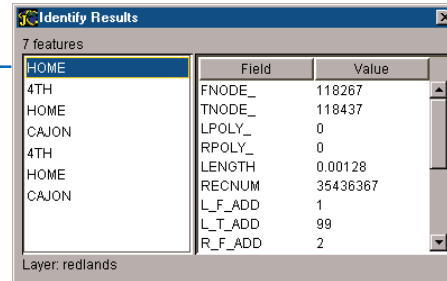 Identify Results
7 features
HOME
4TH
HOME
CAJON
4TH
HOME
CAJON
Field Value
FNODE_ 118267
TNODE_ 118437
LPOLY_ 0
RPOLY_ 0
LENGTH 0.00128
RECNUM 35436367
L_F_ADD 1
L_T_ADD 99
R_F_ADD 2
Layer: redlands